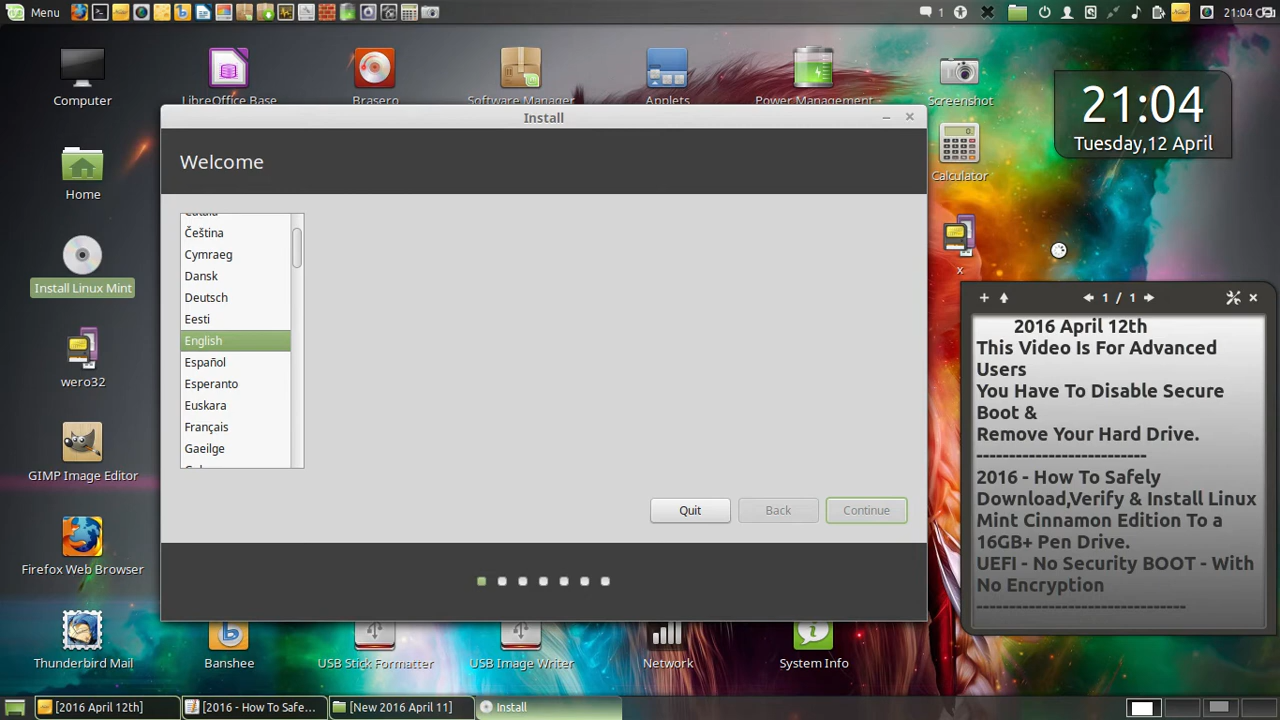 Menu
1
21:04
Computer
LibreOffice Base
Brasero
Software Manager
Applets
Power Management
Screenshot
21:04
Tuesday,12 April
Install
Welcome
Calculator
Home
Català
Čeština
Cymraeg
Dansk
Deutsch
Eesti
English
Español
Esperanto
Euskara
Français
Gaeilge
Install Linux Mint
x
wero32
1 / 1
2016 April 12th
This Video Is For Advanced
Users
You Have To Disable Secure
Boot &
Remove Your Hard Drive.
--------------------------
2016 - How To Safely
Download,Verify & Install Linux
Mint Cinnamon Edition To a
16GB+ Pen Drive.
UEFI - No Security BOOT - With
No Encryption
--------------------------------
GIMP Image Editor
Quit
Back
Continue
Firefox Web Browser
Thunderbird Mail
Banshee
USB Stick Formatter
USB Image Writer
Network
System Info
[2016 April 12th]
[2016 - How To Safe...
[New 2016 April 11]
Install